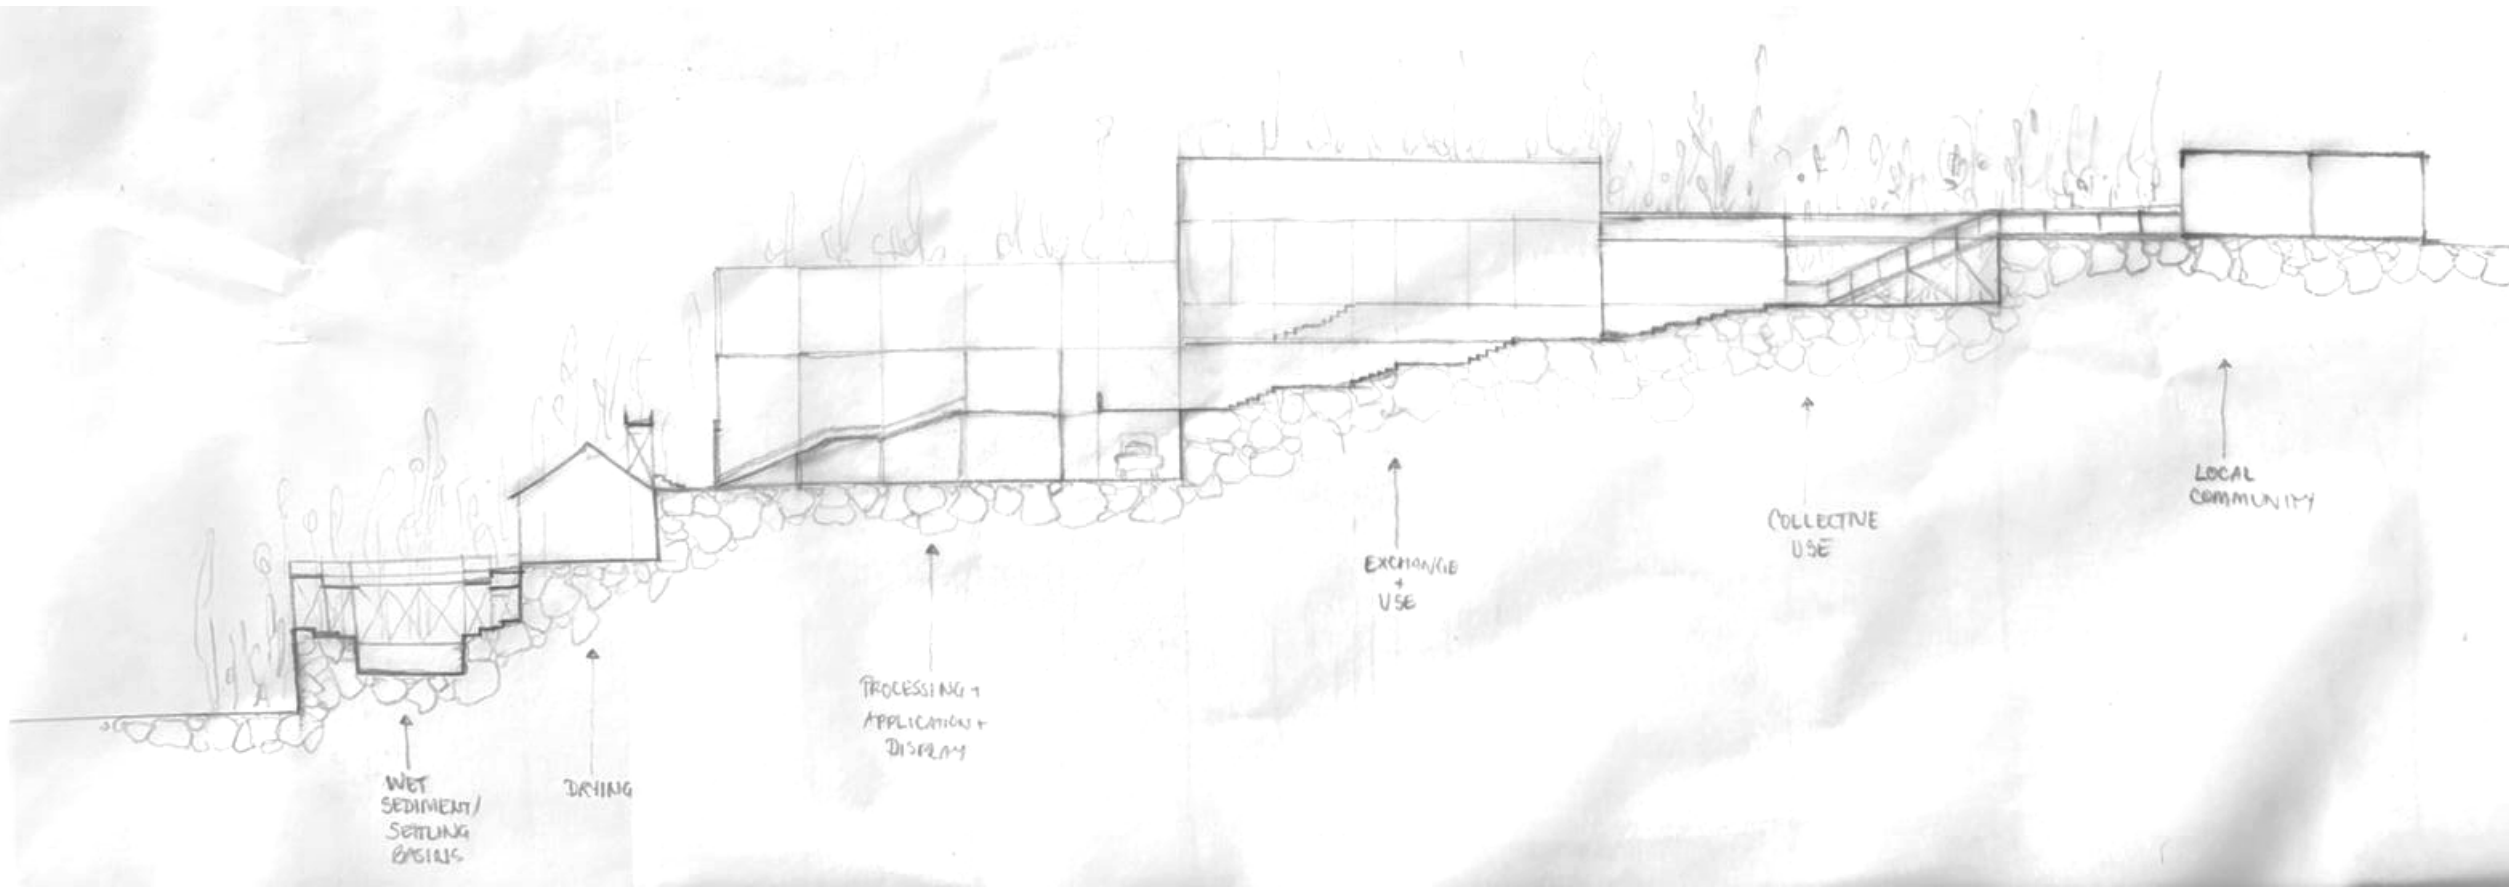 WET
SEDIMENT/
SETTLING
BASINS
DRYING
PROCESSING +
APPLICATION +
DISPLAY
EXCHANGE
+
USE
COLLECTIVE
USE
LOCAL
COMMUNITY